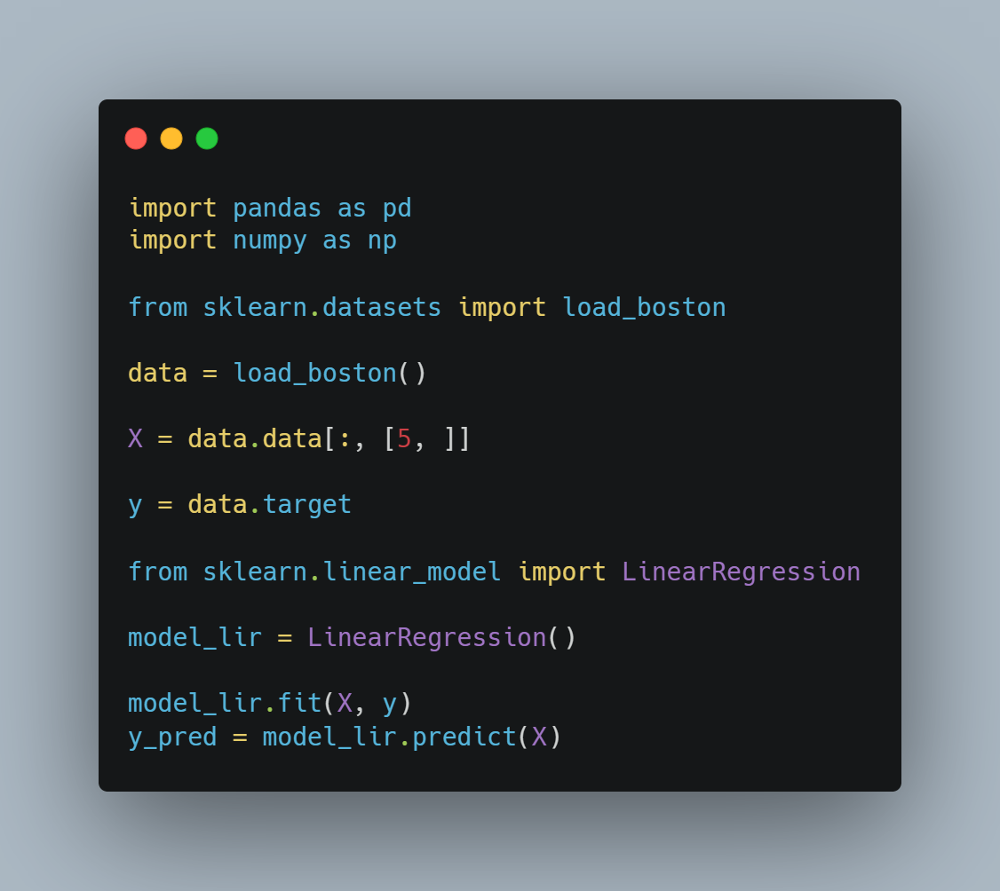 import pandas as pd
import numpy as np
from sklearn.datasets import load_boston
data = load_boston()
X = data.data[:, [5, ]]
y = data.target
from sklearn.linear_model import LinearRegression
model_lir = LinearRegression()
model_lir.fit(X, y)
y_pred = model_lir.predict(X)